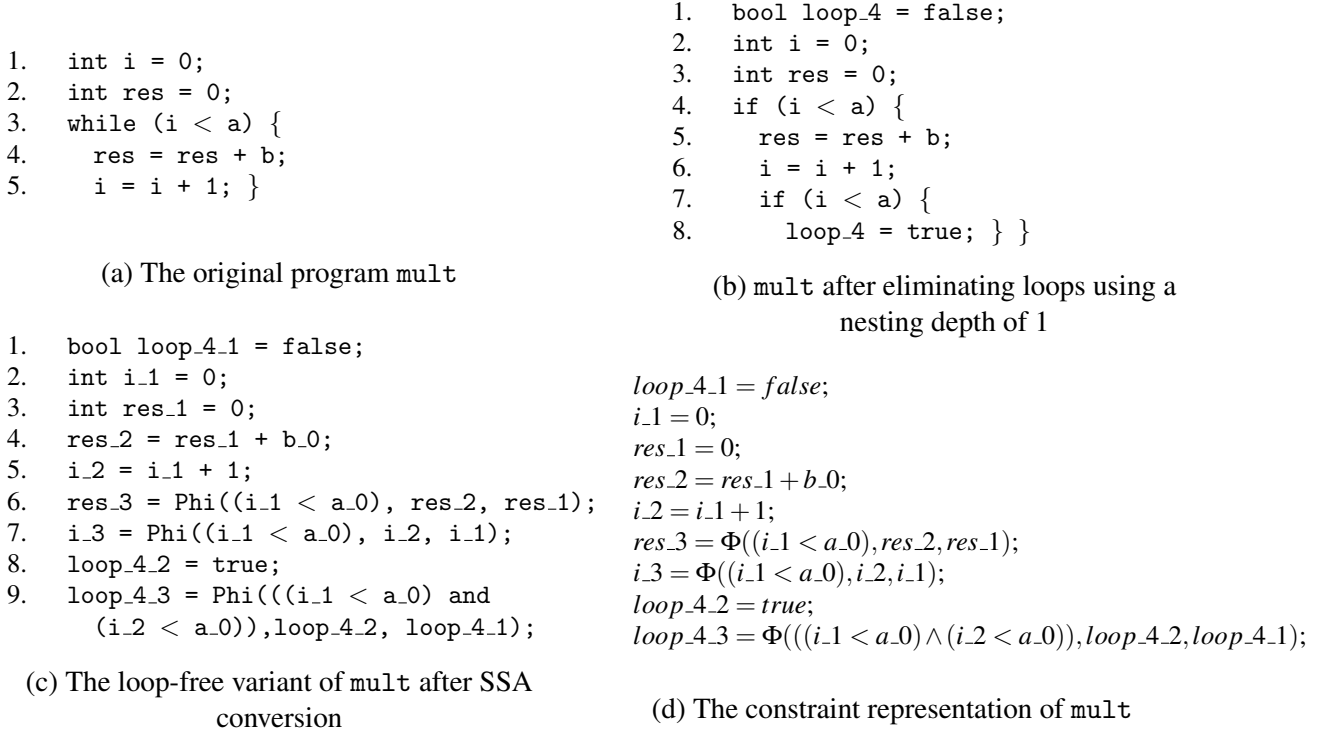 1. int i = 0;
2. int res = 0;
3. while (i < a) {
4. res = res + b;
5. i = i + 1; }
(a) The original program mult
1. bool loop_4 = false;
2. int i = 0;
3. int res = 0;
4. if (i < a) {
5. res = res + b;
6. i = i + 1;
7. if (i < a) {
8. loop_4 = true; } }
(b) mult after eliminating loops using a
nesting depth of 1
1. bool loop_4_1 = false;
2. int i_1 = 0;
3. int res_1 = 0;
4. res_2 = res_1 + b_0;
5. i_2 = i_1 + 1;
6. res_3 = Phi((i_1 < a_0), res_2, res_1);
7. i_3 = Phi((i_1 < a_0), i_2, i_1);
8. loop_4_2 = true;
9. loop_4_3 = Phi(((i_1 < a_0) and
(i_2 < a_0)),loop_4_2, loop_4_1);
(c) The loop-free variant of mult after SSA
conversion
loop_4_1 = false;
i_1 = 0;
res_1 = 0;
res_2 = res_1 + b_0;
i_2 = i_1 + 1;
res_3 = Φ((i_1 < a_0),res_2,res_1);
i_3 = Φ((i_1 < a_0),i_2,i_1);
loop_4_2 = true;
loop_4_3 = Φ(((i_1 < a_0)∧(i_2 < a_0)),loop_4_2,loop_4_1);
(d) The constraint representation of mult